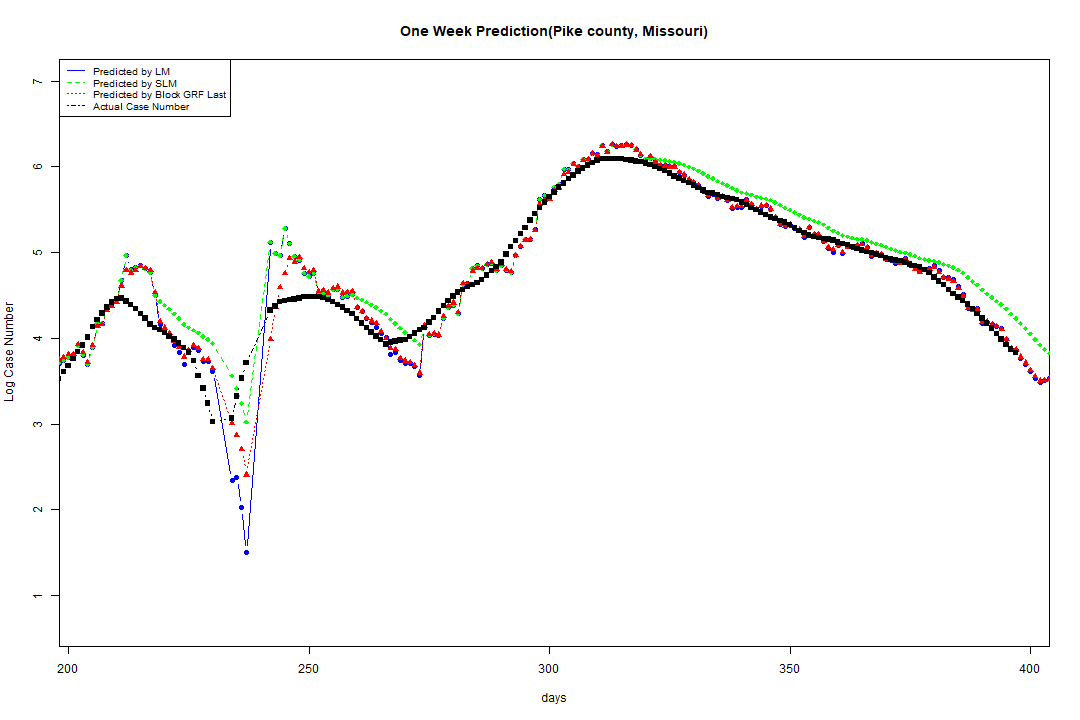 One Week Prediction(Pike county, Missouri)
Predicted by LM
Predicted by SLM
Predicted by Block GRF Last
Actual Case Number
7
6
5
4
3
2
1
Log Case Number
200 250 300 350 400
days